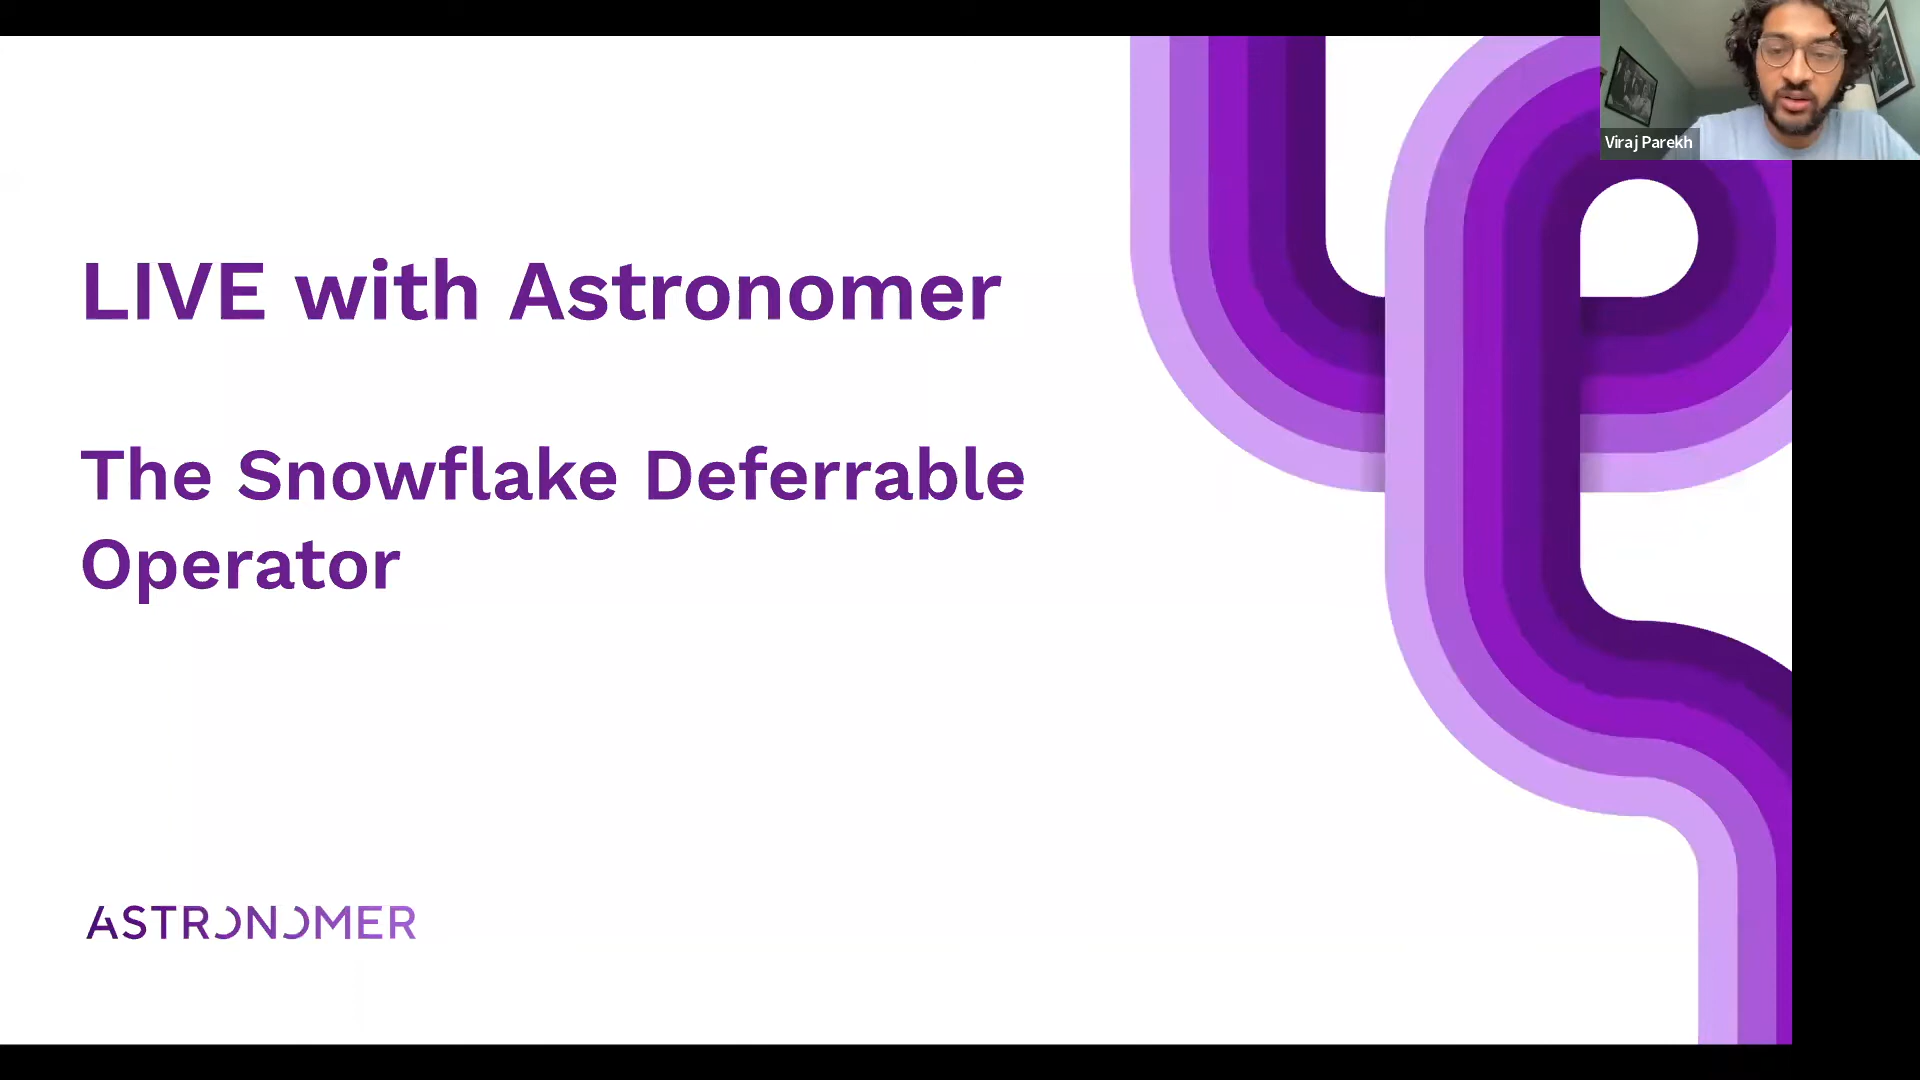 LIVE with Astronomer
The Snowflake Deferrable
Operator
ASTRONOMER
Viraj Parekh